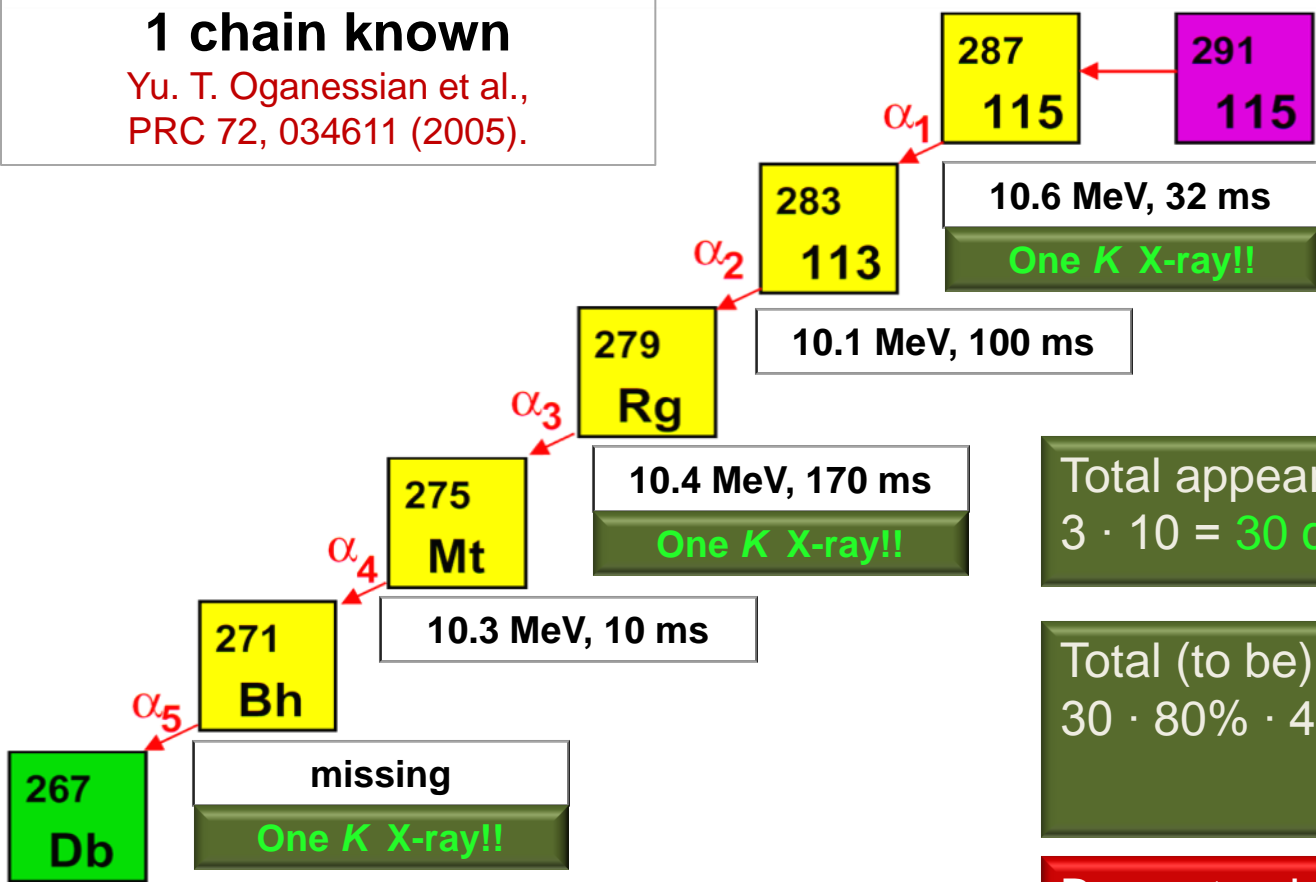 1 chain known
Yu. T. Oganessian et al.,
PRC 72, 034611 (2005).
287
115
291
115
α1
10.6 MeV, 32 ms
One K X-ray!!
283
113
α2
10.1 MeV, 100 ms
279
Rg
α3
10.4 MeV, 170 ms
One K X-ray!!
275
Mt
α4
10.3 MeV, 10 ms
271
Bh
α5
missing
One K X-ray!!
267
Db
Total appear
3 · 10 = 30
Total (to be)
30 · 80% · 4